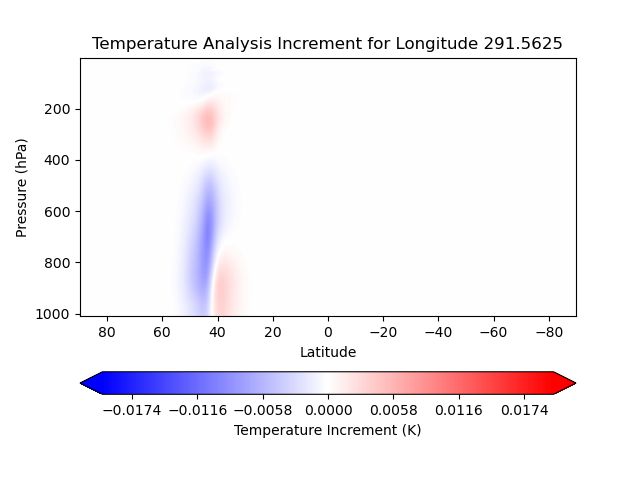 Temperature Analysis Increment for Longitude 291.5625
Pressure (hPa)
200
400
600
800
1000
80 60 40 20 0 −20 −40 −60 −80
Latitude
−0.0174 −0.0116 −0.0058 0.0000 0.0058 0.0116 0.0174
Temperature Increment (K)